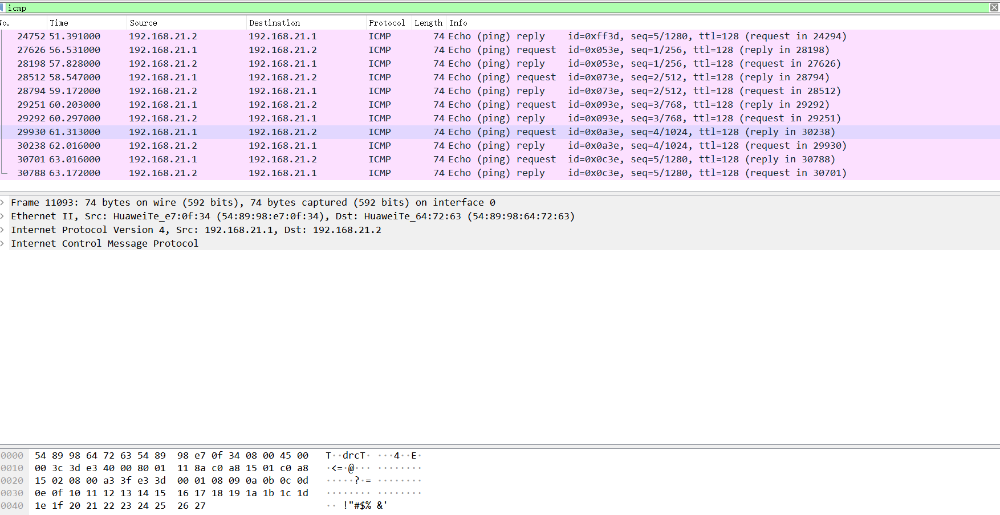 icmp
No. Time Source Destination Protocol Length Info
24752 51.391000 192.168.21.2 192.168.21.1 ICMP 74 Echo (ping) reply id=0xff3d, seq=5/1280, ttl=128 (request in 24294)
27626 56.531000 192.168.21.1 192.168.21.2 ICMP 74 Echo (ping) request id=0x053e, seq=1/256, ttl=128 (reply in 28198)
28198 57.828000 192.168.21.2 192.168.21.1 ICMP 74 Echo (ping) reply id=0x053e, seq=1/256, ttl=128 (request in 27626)
28512 58.547000 192.168.21.1 192.168.21.2 ICMP 74 Echo (ping) request id=0x073e, seq=2/512, ttl=128 (reply in 28794)
28794 59.172000 192.168.21.2 192.168.21.1 ICMP 74 Echo (ping) reply id=0x073e, seq=2/512, ttl=128 (request in 28512)
29251 60.203000 192.168.21.1 192.168.21.2 ICMP 74 Echo (ping) request id=0x093e, seq=3/768, ttl=128 (reply in 29292)
29292 60.297000 192.168.21.2 192.168.21.1 ICMP 74 Echo (ping) reply id=0x093e, seq=3/768, ttl=128 (request in 29251)
29930 61.313000 192.168.21.1 192.168.21.2 ICMP 74 Echo (ping) request id=0x0a3e, seq=4/1024, ttl=128 (reply in 30238)
30238 62.016000 192.168.21.2 192.168.21.1 ICMP 74 Echo (ping) reply id=0x0a3e, seq=4/1024, ttl=128 (request in 29930)
30701 63.016000 192.168.21.1 192.168.21.2 ICMP 74 Echo (ping) request id=0x0c3e, seq=5/1280, ttl=128 (reply in 30788)
30788 63.172000 192.168.21.2 192.168.21.1 ICMP 74 Echo (ping) reply id=0x0c3e, seq=5/1280, ttl=128 (request in 30701)
Frame 11093: 74 bytes on wire (592 bits), 74 bytes captured (592 bits) on interface 0
Ethernet II, Src: HuaweiTe_e7:0f:34 (54:89:98:e7:0f:34), Dst: HuaweiTe_64:72:63 (54:89:98:64:72:63)
Internet Protocol Version 4, Src: 192.168.21.1, Dst: 192.168.21.2
Internet Control Message Protocol
0000 54 89 98 64 72 63 54 89 98 e7 0f 34 08 00 45 00 T··drcT· ···4··E·
0010 00 3c 3d e3 40 00 80 01 11 8a c0 a8 15 01 c0 a8 ·<=·@··· ········
0020 15 02 08 00 a3 3f e3 3d 00 01 08 09 0a 0b 0c 0d ·····?·= ········
0030 0e 0f 10 11 12 13 14 15 16 17 18 19 1a 1b 1c 1d ········ ········
0040 1e 1f 20 21 22 23 24 25 26 27 ·· !"#$% &'